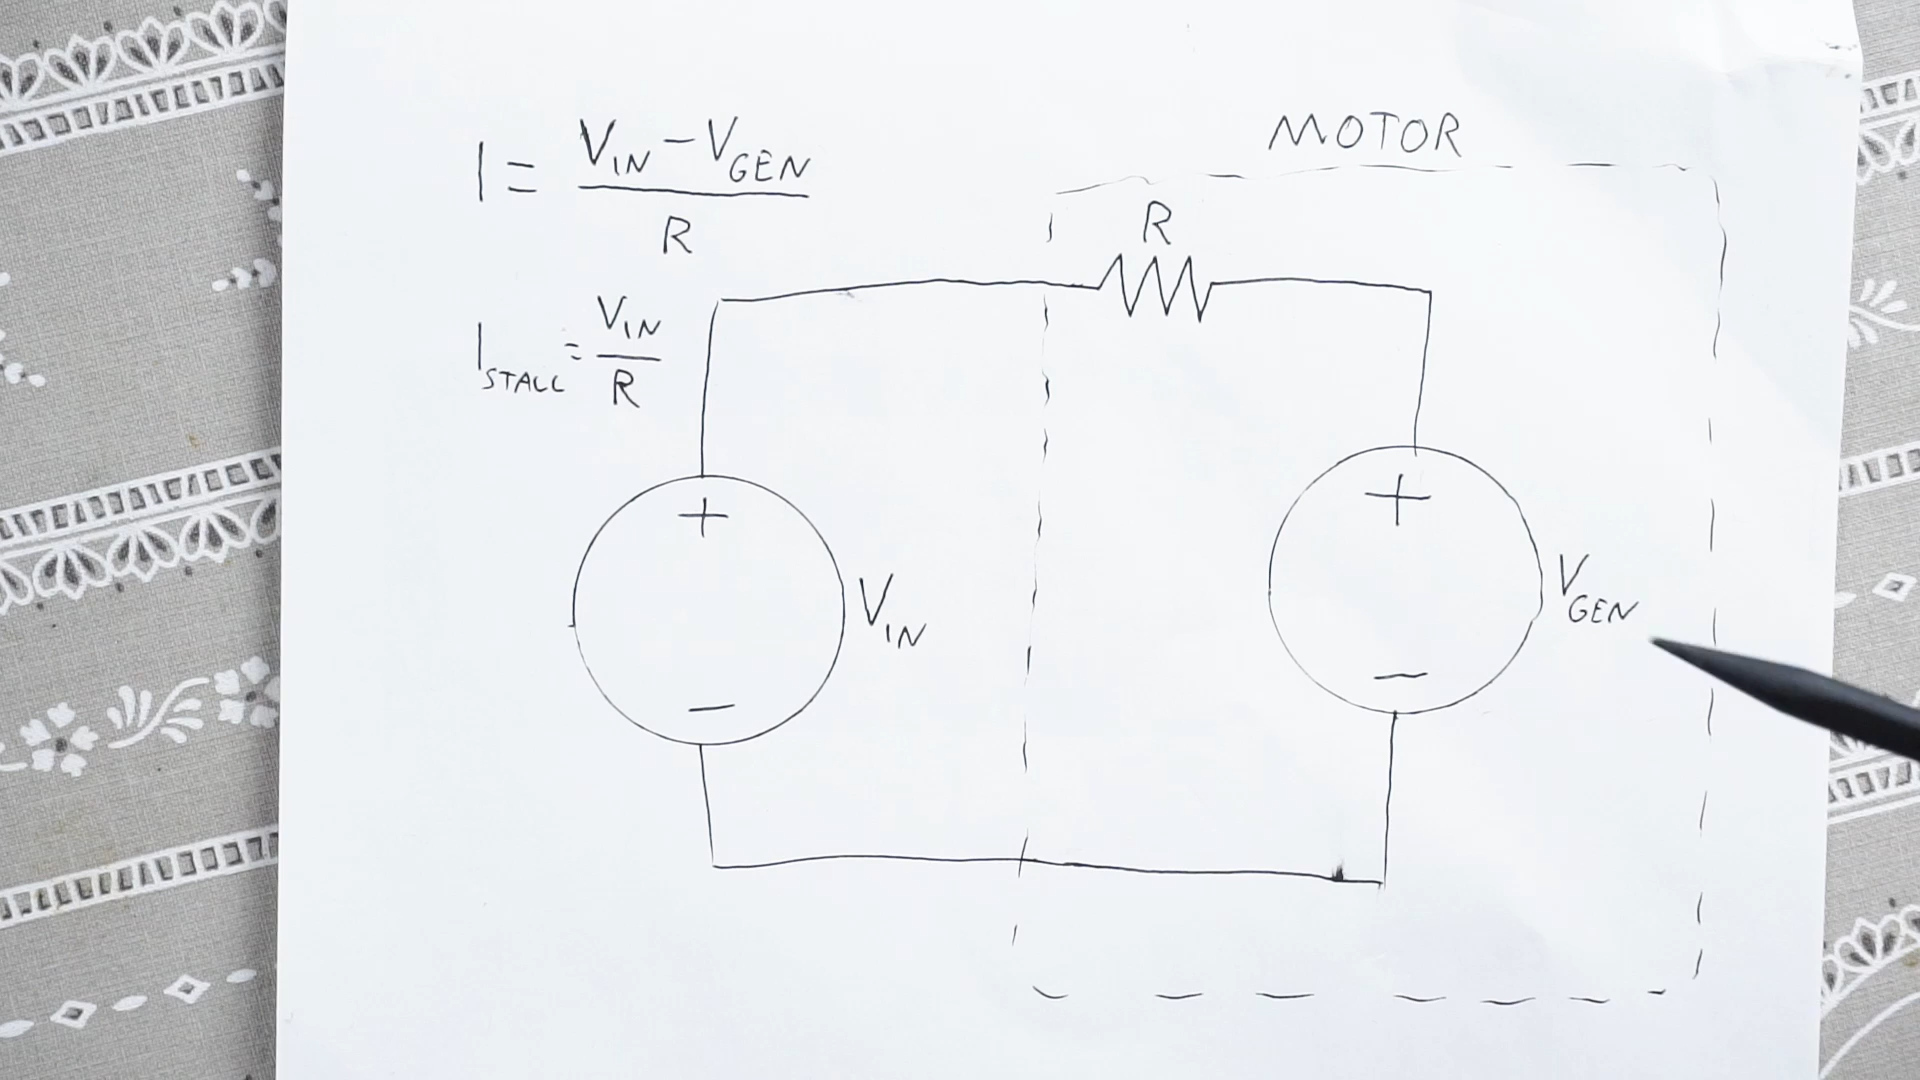 I = V_IN - V_GEN
R
I_STALL = V_IN
R
MOTOR
R
+
-
V_IN
+
-
V_GEN